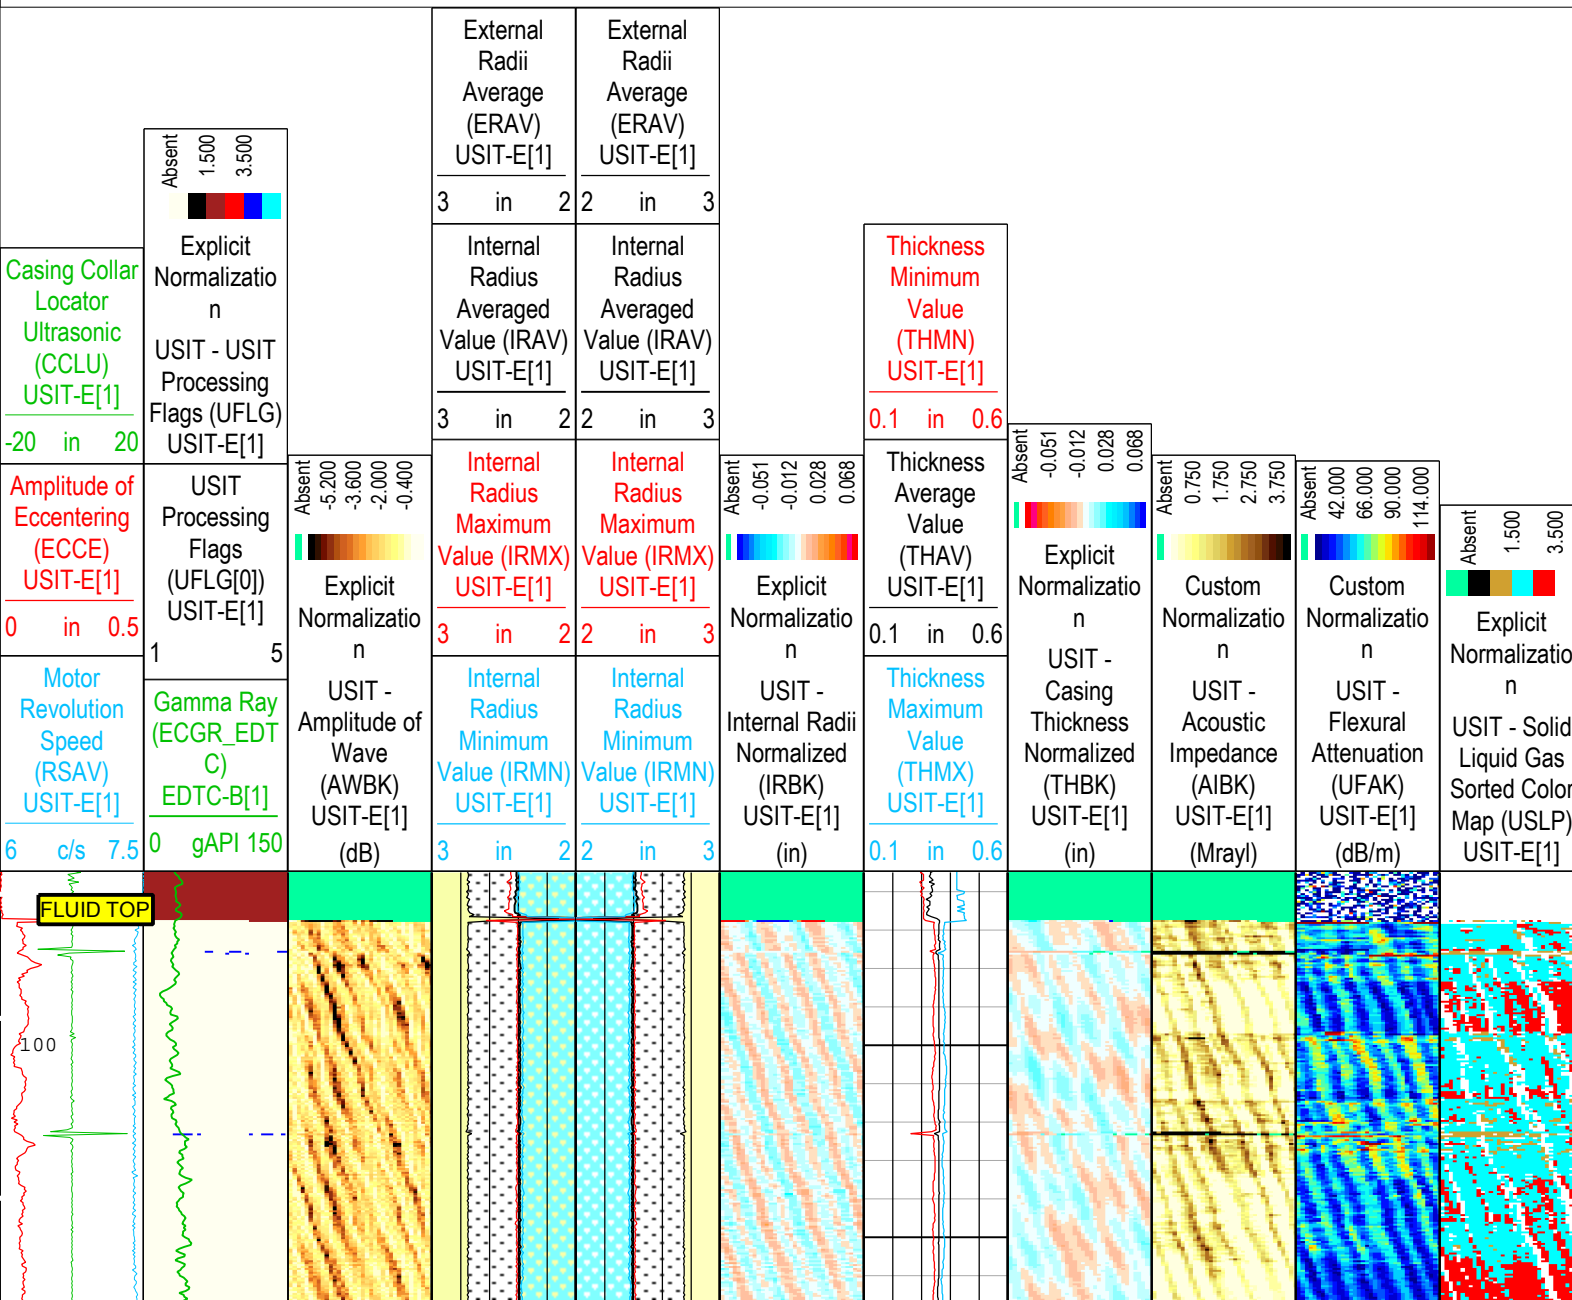 Casing Collar
Locator
Ultrasonic
(CCLU)
USIT-E[1]
-20 in 20
Amplitude of
Eccentering
(ECCE)
USIT-E[1]
0 in 0.5
Motor
Revolution
Speed
(RSAV)
USIT-E[1]
6 c/s 7.5
Absent
1.500
3.500
Explicit
Normalizatio
n
USIT - USIT
Processing
Flags (UFLG)
USIT-E[1]
USIT
Processing
Flags
(UFLG[0])
USIT-E[1]
1 5
Gamma Ray
(ECGR_EDT
C)
EDTC-B[1]
0 gAPI 150
Absent
-5.200
-3.600
-2.000
-0.400
Explicit
Normalizatio
n
USIT -
Amplitude of
Wave
(AWBK)
USIT-E[1]
(dB)
External
Radii
Average
(ERAV)
USIT-E[1]
3 in 2
Internal
Radius
Averaged
Value (IRAV)
USIT-E[1]
3 in 2
Internal
Radius
Maximum
Value (IRMX)
USIT-E[1]
3 in 2
Internal
Radius
Minimum
Value (IRMN)
USIT-E[1]
3 in 2
External
Radii
Average
(ERAV)
USIT-E[1]
2 in 3
Internal
Radius
Averaged
Value (IRAV)
USIT-E[1]
2 in 3
Internal
Radius
Maximum
Value (IRMX)
USIT-E[1]
2 in 3
Internal
Radius
Minimum
Value (IRMN)
USIT-E[1]
2 in 3
Absent
-0.051
-0.012
0.028
0.068
Explicit
Normalizatio
n
USIT -
Internal Radii
Normalized
(IRBK)
USIT-E[1]
(in)
Thickness
Minimum
Value
(THMN)
USIT-E[1]
0.1 in 0.6
Thickness
Average
Value
(THAV)
USIT-E[1]
0.1 in 0.6
Thickness
Maximum
Value
(THMX)
USIT-E[1]
0.1 in 0.6
Absent
-0.051
-0.012
0.028
0.068
Explicit
Normalizatio
n
USIT -
Casing
Thickness
Normalized
(THBK)
USIT-E[1]
(in)
Absent
0.750
1.750
2.750
3.750
Custom
Normalizatio
n
USIT -
Acoustic
Impedance
(AIBK)
USIT-E[1]
(Mrayl)
Absent
42.000
66.000
90.000
114.000
Custom
Normalizatio
n
USIT -
Flexural
Attenuation
(UFAK)
USIT-E[1]
(dB/m)
Absent
1.500
3.500
Explicit
Normalizatio
n
USIT - Solid
Liquid Gas
Sorted Color
Map (USLP)
USIT-E[1]
FLUID TOP
100